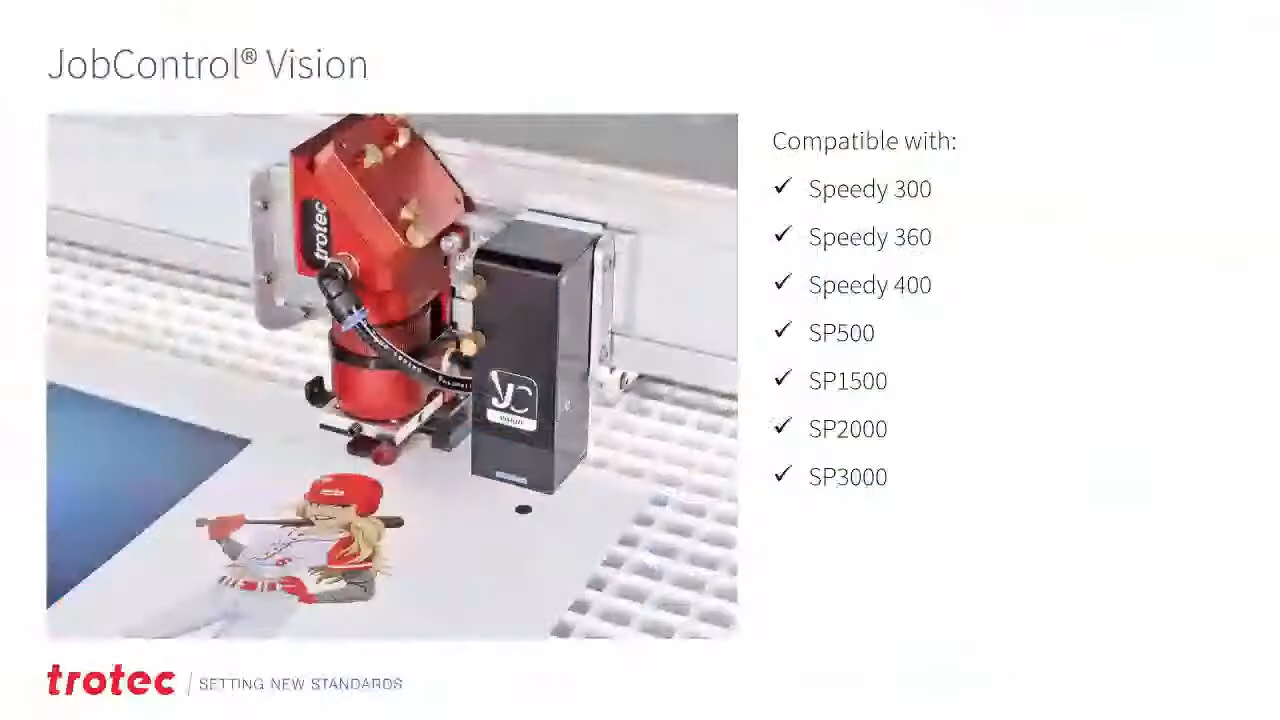 JobControl® Vision
Compatible with:
✓ Speedy 300
✓ Speedy 360
✓ Speedy 400
✓ SP500
✓ SP1500
✓ SP2000
✓ SP3000
trotec
JC
trotec | SETTING NEW STANDARDS